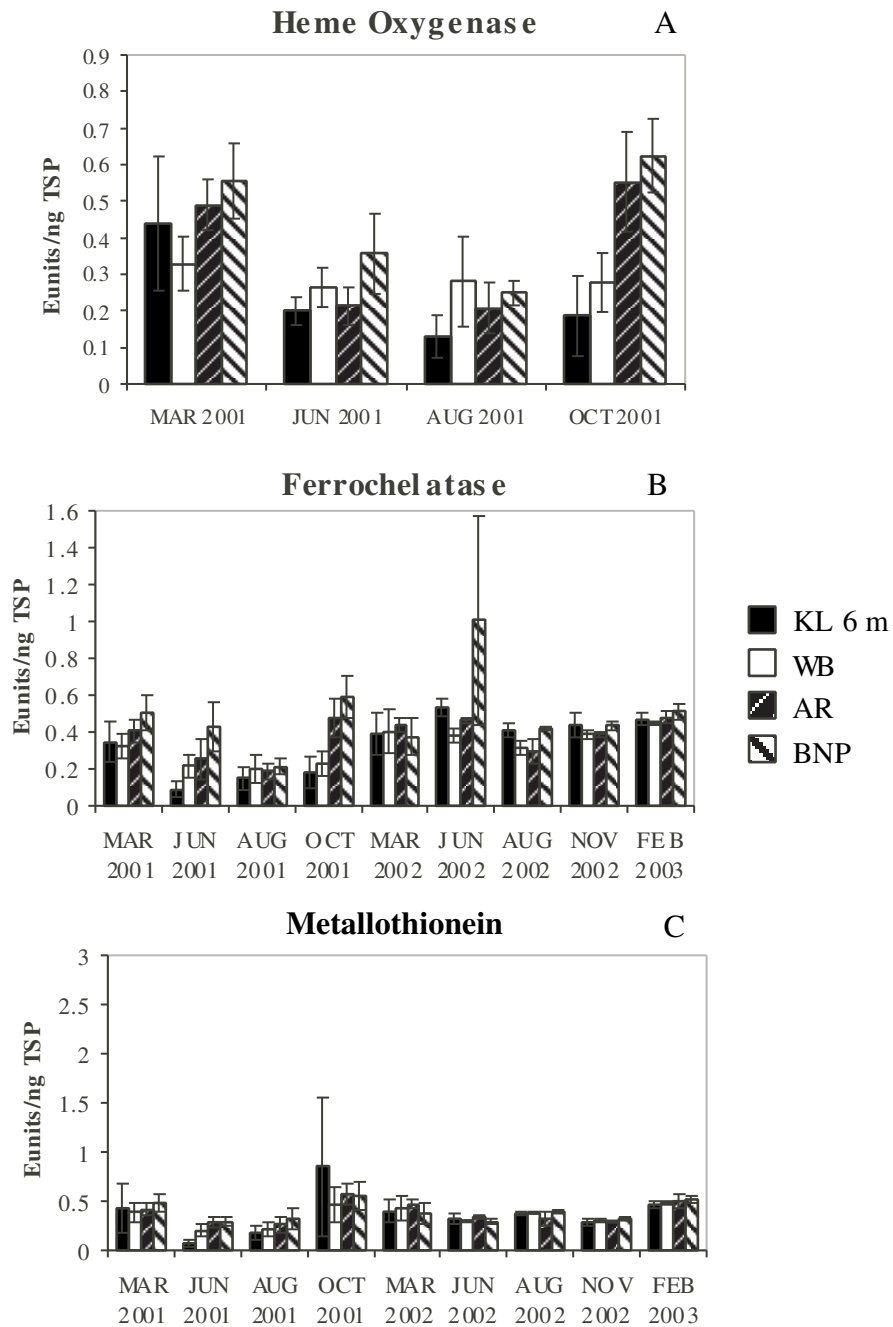 Heme Oxygenase A
0.9
0.8
0.7
0.6
0.5
0.4
0.3
0.2
0.1
0
Eunits/ng TSP
MAR 2001 JUN 2001 AUG 2001 OCT 2001
Ferrochelatase B
1.6
1.4
1.2
1
0.8
0.6
0.4
0.2
0
Eunits/ng TSP
MAR JUN AUG OCT MAR JUN AUG NOV FEB
2001 2001 2001 2001 2002 2002 2002 2002 2003
KL 6 m
WB
AR
BNP
Metallothionein C
3
2.5
2
1.5
1
0.5
0
Eunits/ng TSP
MAR JUN AUG OCT MAR JUN AUG NOV FEB
2001 2001 2001 2001 2002 2002 2002 2002 2003